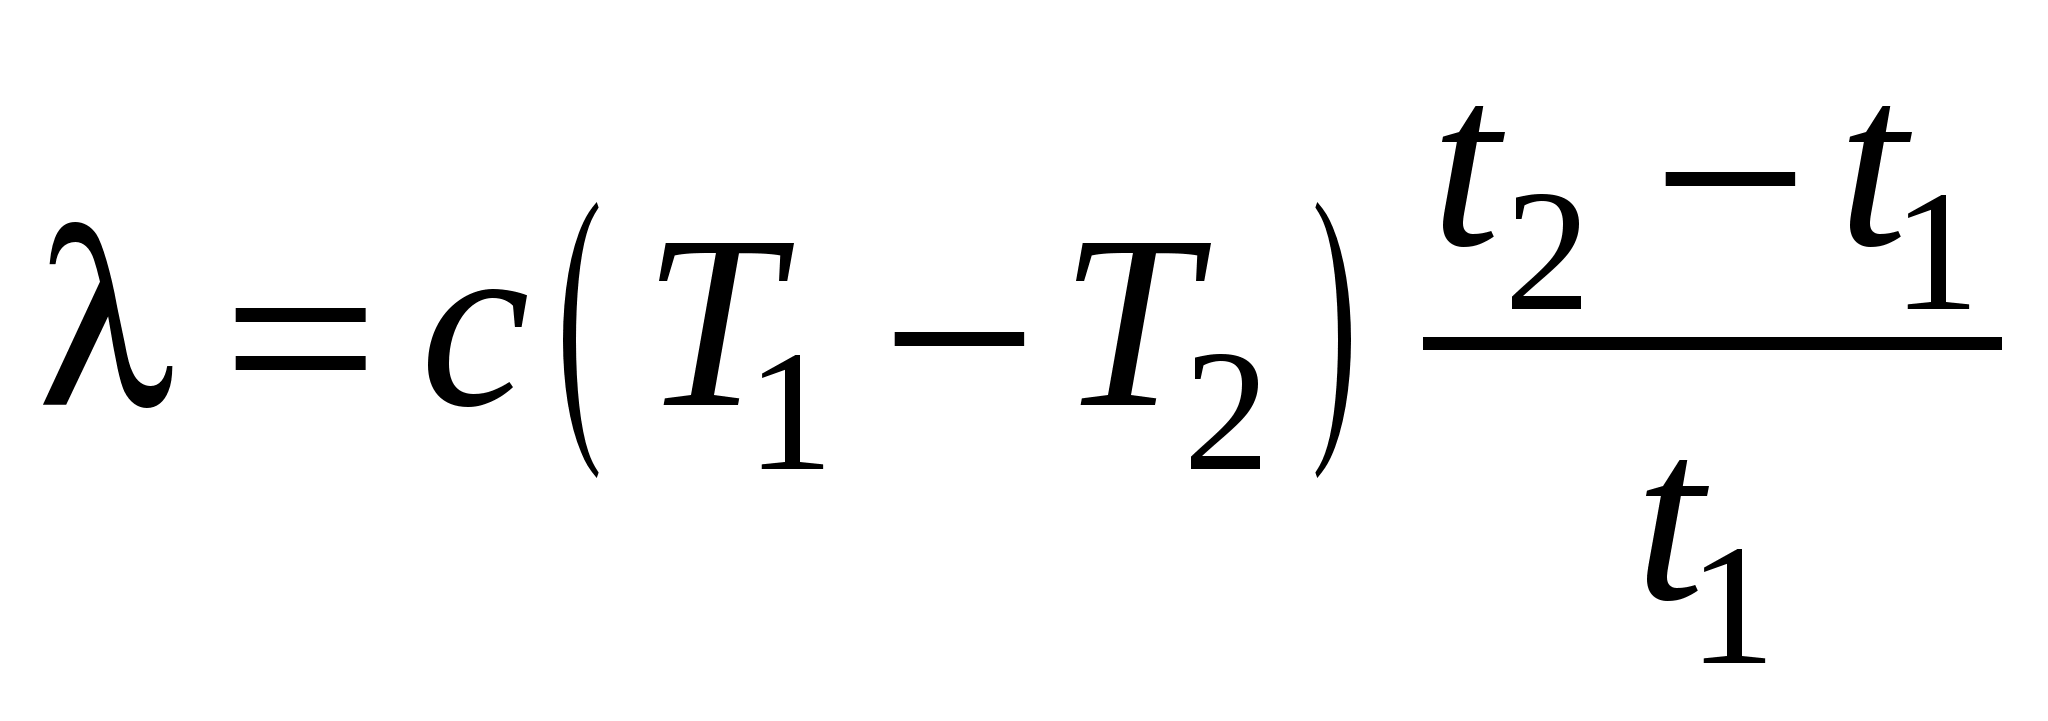 λ = c(T₁ − T₂) (t₂ − t₁)/t₁